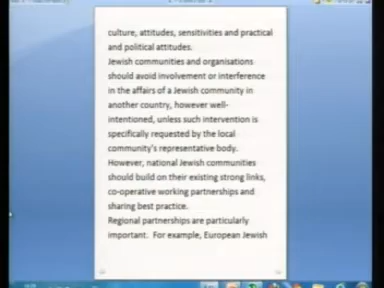 culture, attitudes, sensitivities and practical
and political attitudes.
Jewish communities and organisations
should avoid involvement or interference
in the affairs of a Jewish community in
another country, however well-
intentioned, unless such intervention is
specifically requested by the local
community's representative body.
However, national Jewish communities
should build on their existing strong links,
co-operative working partnerships and
sharing best practice.
Regional partnerships are particularly
important.  For example, European Jewish